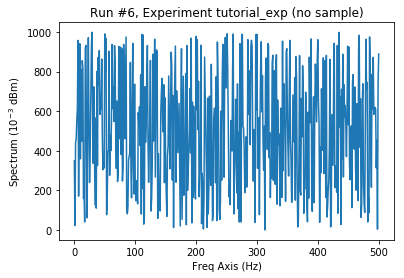 Run #6, Experiment tutorial_exp (no sample)
1000
800
600
400
200
0
Spectrum (10⁻³ dBm)
0 100 200 300 400 500
Freq Axis (Hz)